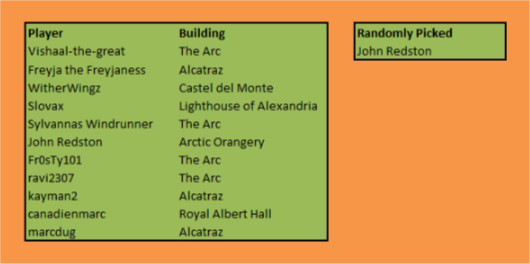 Player Building
Vishaal-the-great The Arc
Freyja the Freyjaness Alcatraz
WitherWingz Castel del Monte
Slovax Lighthouse of Alexandria
Sylvannas Windrunner The Arc
John Redston Arctic Orangery
Fr0sTy101 The Arc
ravi2307 The Arc
kayman2 Alcatraz
canadienmarc Royal Albert Hall
marcdug Alcatraz
Randomly Picked
John Redston